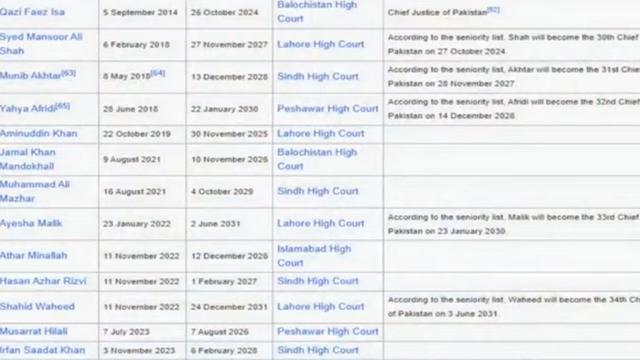 Qazi Faez Isa 5 September 2014 26 October 2024 Balochistan High Court Chief Justice of Pakistan[62]
Syed Mansoor Ali Shah 6 February 2018 27 November 2027 Lahore High Court According to the seniority list, Shah will become the 30th Chief Pakistan on 27 October 2024.
Munib Akhtar[63] 8 May 2018[64] 13 December 2028 Sindh High Court According to the seniority list, Akhtar will become the 31st Chie Pakistan on 28 November 2027
Yahya Afridi[65] 28 June 2018 22 January 2030 Peshawar High Court According to the seniority list, Afridi will become the 32nd Chief Pakistan on 14 December 2028.
Aminuddin Khan 22 October 2019 30 November 2025 Lahore High Court
Jamal Khan Mandokhail 9 August 2021 10 November 2026 Balochistan High Court
Muhammad Ali Mazhar 16 August 2021 4 October 2029 Sindh High Court
Ayesha Malik 23 January 2022 2 June 2031 Lahore High Court According to the seniority list, Malik will become the 33rd Chief Pakistan on 23 January 2030.
Athar Minallah 11 November 2022 12 December 2026 Islamabad High Court
Hasan Azhar Rizvi 11 November 2022 1 February 2027 Sindh High Court
Shahid Waheed 11 November 2022 24 December 2031 Lahore High Court According to the seniority list, Waheed will become the 34th Ch of Pakistan on 3 June 2031.
Musarrat Hilali 7 July 2023 7 August 2026 Peshawar High Court
Irfan Saadat Khan 3 November 2023 6 February 2028 Sindh High Court